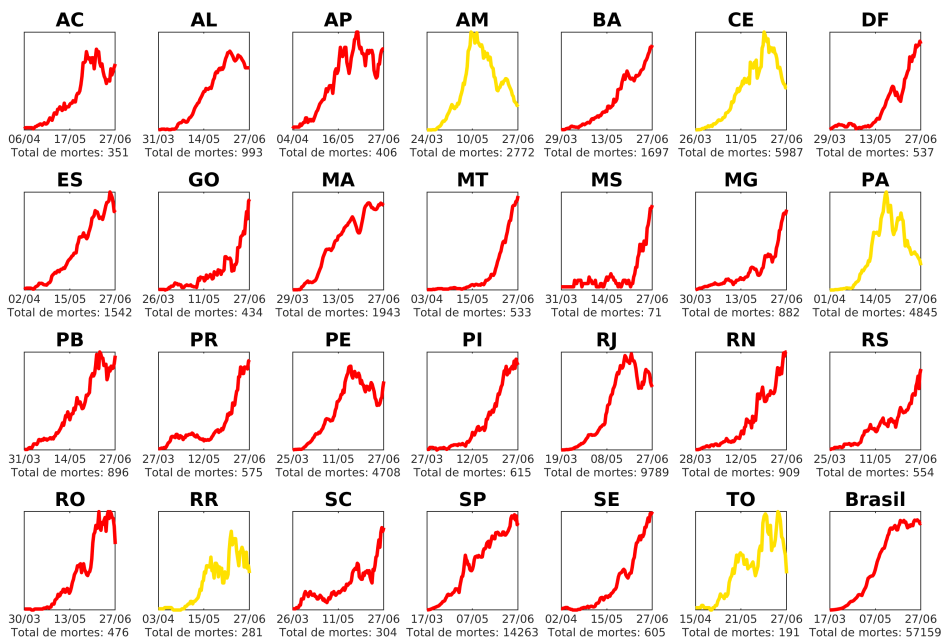 AC AL AP AM BA CE DF
06/04 17/05 27/06 31/03 14/05 27/06 04/04 16/05 27/06 24/03 10/05 27/06 29/03 13/05 27/06 26/03 11/05 27/06 29/03 13/05 27/06
Total de mortes: 351 Total de mortes: 993 Total de mortes: 406 Total de mortes: 2772 Total de mortes: 1697 Total de mortes: 5987 Total de mortes: 537
ES GO MA MT MS MG PA
02/04 15/05 27/06 26/03 11/05 27/06 29/03 13/05 27/06 03/04 15/05 27/06 31/03 14/05 27/06 30/03 13/05 27/06 01/04 14/05 27/06
Total de mortes: 1542 Total de mortes: 434 Total de mortes: 1943 Total de mortes: 533 Total de mortes: 71 Total de mortes: 882 Total de mortes: 4845
PB PR PE PI RJ RN RS
31/03 14/05 27/06 27/03 12/05 27/06 25/03 11/05 27/06 27/03 12/05 27/06 19/03 08/05 27/06 28/03 12/05 27/06 25/03 11/05 27/06
Total de mortes: 896 Total de mortes: 575 Total de mortes: 4708 Total de mortes: 615 Total de mortes: 9789 Total de mortes: 909 Total de mortes: 554
RO RR SC SP SE TO Brasil
30/03 13/05 27/06 03/04 15/05 27/06 26/03 11/05 27/06 17/03 07/05 27/06 02/04 15/05 27/06 15/04 21/05 27/06 17/03 07/05 27/06
Total de mortes: 476 Total de mortes: 281 Total de mortes: 304 Total de mortes: 14263 Total de mortes: 605 Total de mortes: 190 Total de mortes: 57156